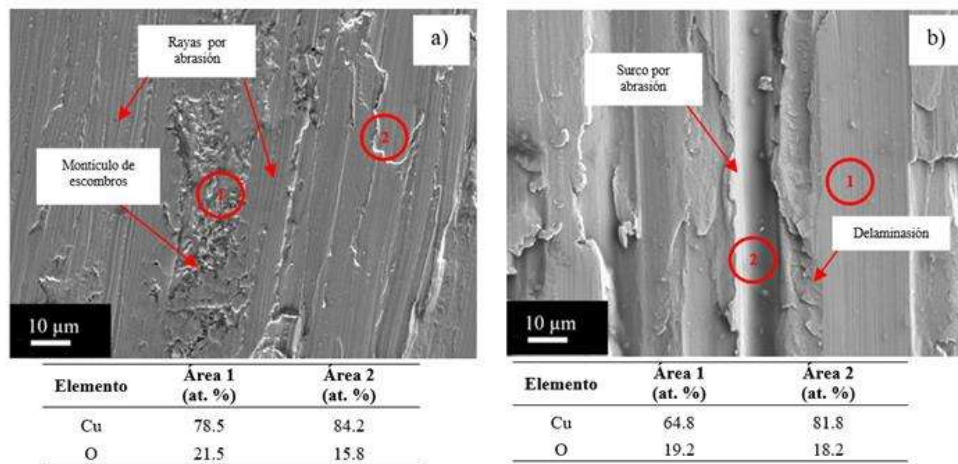 a)
Rayas por
abrasión
2
Montículo de
escombros
1
10 µm
Elemento Área 1 (at. %) Área 2 (at. %)
Cu 78.5 84.2
O 21.5 15.8
b)
Surco por
abrasión
1
Delaminasión
2
10 µm
Elemento Área 1 (at. %) Área 2 (at. %)
Cu 64.8 81.8
O 19.2 18.2